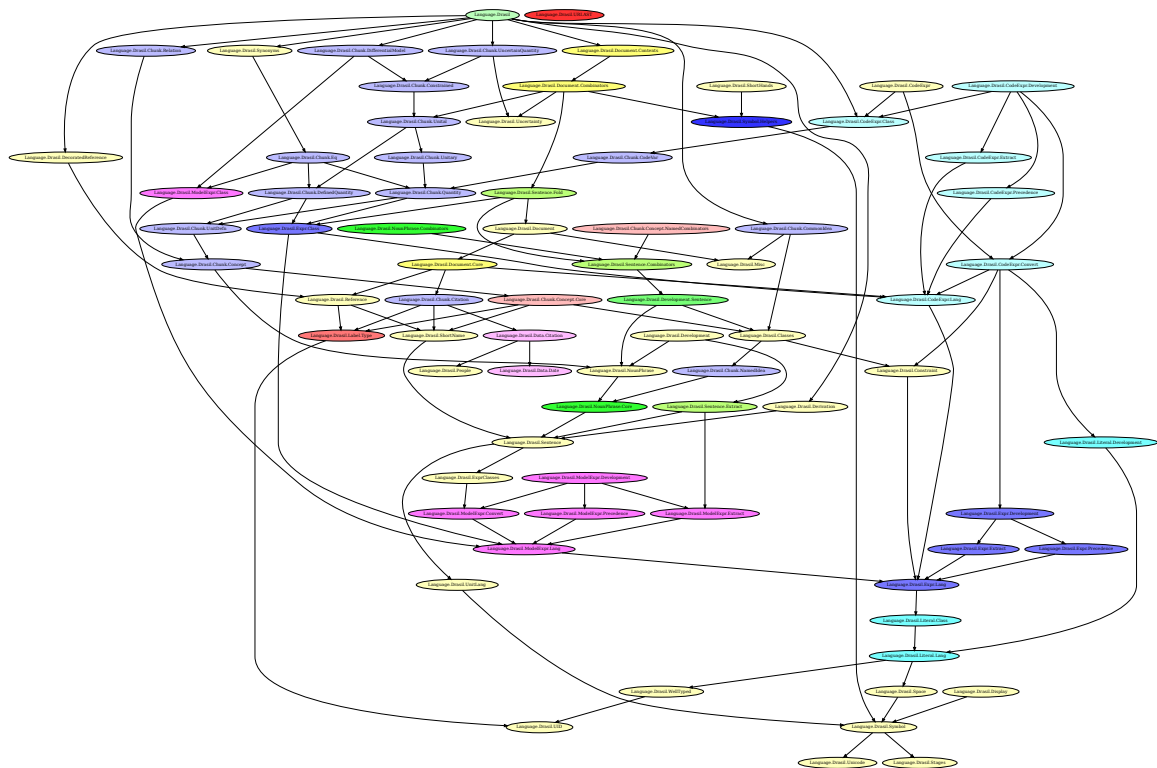 Language.Drasil
Language.Drasil.UID.Ast
Language.Drasil.Chunk.Relation
Language.Drasil.Synonyms
Language.Drasil.Chunk.DifferentialModel
Language.Drasil.Chunk.UncertainQuantity
Language.Drasil.Document.Contents
Language.Drasil.Chunk.Constrained
Language.Drasil.Document.Combinators
Language.Drasil.ShortHands
Language.Drasil.CodeExpr
Language.Drasil.CodeExpr.Development
Language.Drasil.Chunk.Unital
Language.Drasil.Uncertainty
Language.Drasil.Symbol.Helpers
Language.Drasil.CodeExpr.Class
Language.Drasil.DecoratedReference
Language.Drasil.Chunk.Eq
Language.Drasil.Chunk.Unitary
Language.Drasil.Chunk.CodeVar
Language.Drasil.CodeExpr.Extract
Language.Drasil.ModelExpr.Class
Language.Drasil.Chunk.DefinedQuantity
Language.Drasil.Chunk.Quantity
Language.Drasil.Sentence.Fold
Language.Drasil.CodeExpr.Precedence
Language.Drasil.Chunk.UnitDefn
Language.Drasil.Expr.Class
Language.Drasil.NounPhrase.Combinators
Language.Drasil.Document
Language.Drasil.Chunk.Concept.NamedCombinators
Language.Drasil.Chunk.CommonIdea
Language.Drasil.Chunk.Concept
Language.Drasil.Document.Core
Language.Drasil.Sentence.Combinators
Language.Drasil.Misc
Language.Drasil.CodeExpr.Convert
Language.Drasil.Reference
Language.Drasil.Chunk.Citation
Language.Drasil.Chunk.Concept.Core
Language.Drasil.Development.Sentence
Language.Drasil.CodeExpr.Lang
Language.Drasil.Label.Type
Language.Drasil.ShortName
Language.Drasil.Data.Citation
Language.Drasil.Development
Language.Drasil.Classes
Language.Drasil.People
Language.Drasil.Data.Date
Language.Drasil.NounPhrase
Language.Drasil.Chunk.NamedIdea
Language.Drasil.Constraint
Language.Drasil.NounPhrase.Core
Language.Drasil.Sentence.Extract
Language.Drasil.Derivation
Language.Drasil.Sentence
Language.Drasil.Literal.Development
Language.Drasil.ExprClasses
Language.Drasil.ModelExpr.Development
Language.Drasil.ModelExpr.Convert
Language.Drasil.ModelExpr.Precedence
Language.Drasil.ModelExpr.Extract
Language.Drasil.Expr.Development
Language.Drasil.ModelExpr.Lang
Language.Drasil.Expr.Extract
Language.Drasil.Expr.Precedence
Language.Drasil.UnitLang
Language.Drasil.Expr.Lang
Language.Drasil.Literal.Class
Language.Drasil.Literal.Lang
Language.Drasil.WellTyped
Language.Drasil.Space
Language.Drasil.Display
Language.Drasil.UID
Language.Drasil.Symbol
Language.Drasil.Unicode
Language.Drasil.Stages